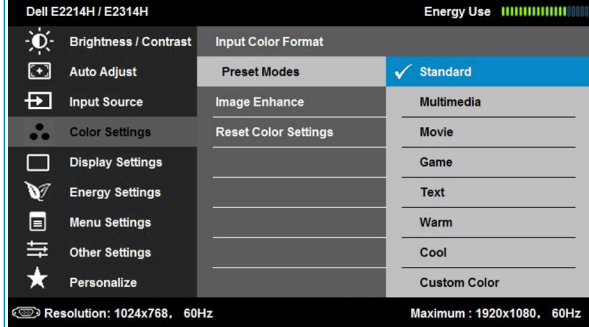 Dell E2214H / E2314H Energy Use
Brightness / Contrast Input Color Format
Auto Adjust Preset Modes Standard
Input Source Image Enhance Multimedia
Color Settings Reset Color Settings Movie
Display Settings Game
Energy Settings Text
Menu Settings Warm
Other Settings Cool
Personalize Custom Color
Resolution: 1024x768, 60Hz Maximum : 1920x1080, 60Hz